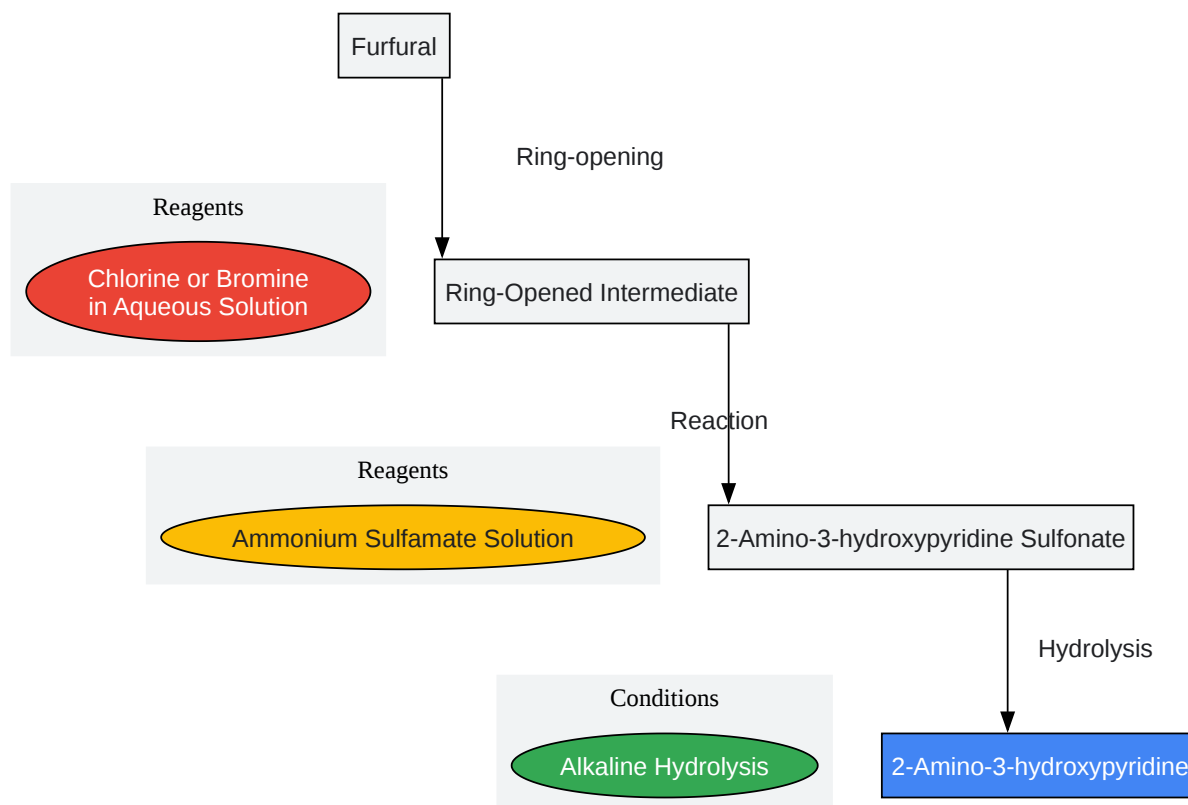 Furfural
Ring-opening
Reagents
Chlorine or Bromine
in Aqueous Solution
Ring-Opened Intermediate
Reaction
Reagents
Ammonium Sulfamate Solution
2-Amino-3-hydroxypyridine Sulfonate
Hydrolysis
Conditions
Alkaline Hydrolysis
2-Amino-3-hydroxypyridine